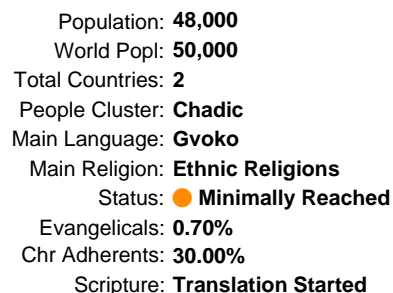 Population: 48,000
World Popl: 50,000
Total Countries: 2
People Cluster: Chadic
Main Language: Gvoko
Main Religion: Ethnic Religions
Status: Minimally Reached
Evangelicals: 0.70%
Chr Adherents: 30.00%
Scripture: Translation Started